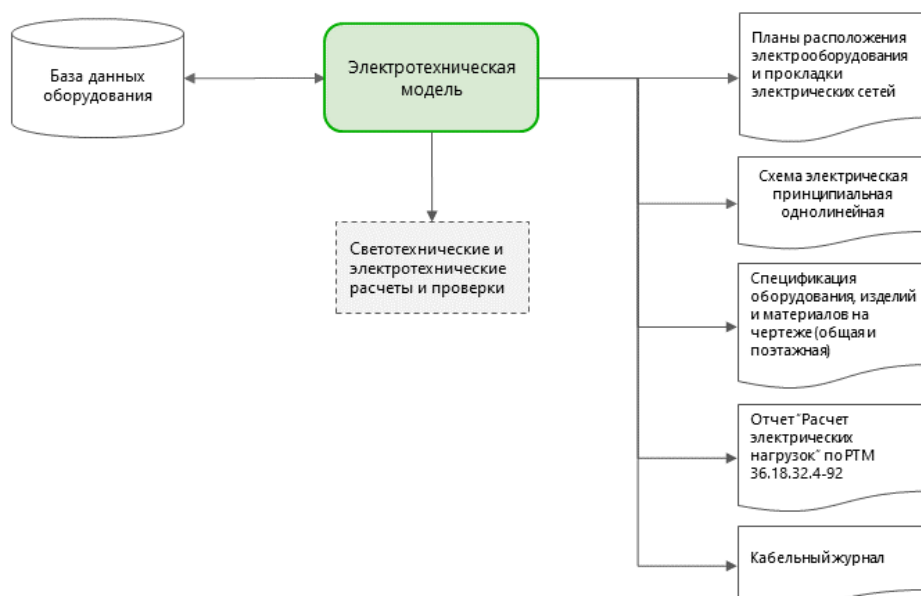 База данных
оборудования
Электротехническая
модель
Светотехнические и
электротехнические
расчеты и проверки
Планы расположения
электрооборудования
и прокладки
электрических сетей
Схема электрическая
принципиальная
однолинейная
Спецификация
оборудования, изделий
и материалов на
чертеже (общая и
поэтажная)
Отчет "Расчет
электрических
нагрузок" по РТМ
36.18.32.4-92
Кабельный журнал